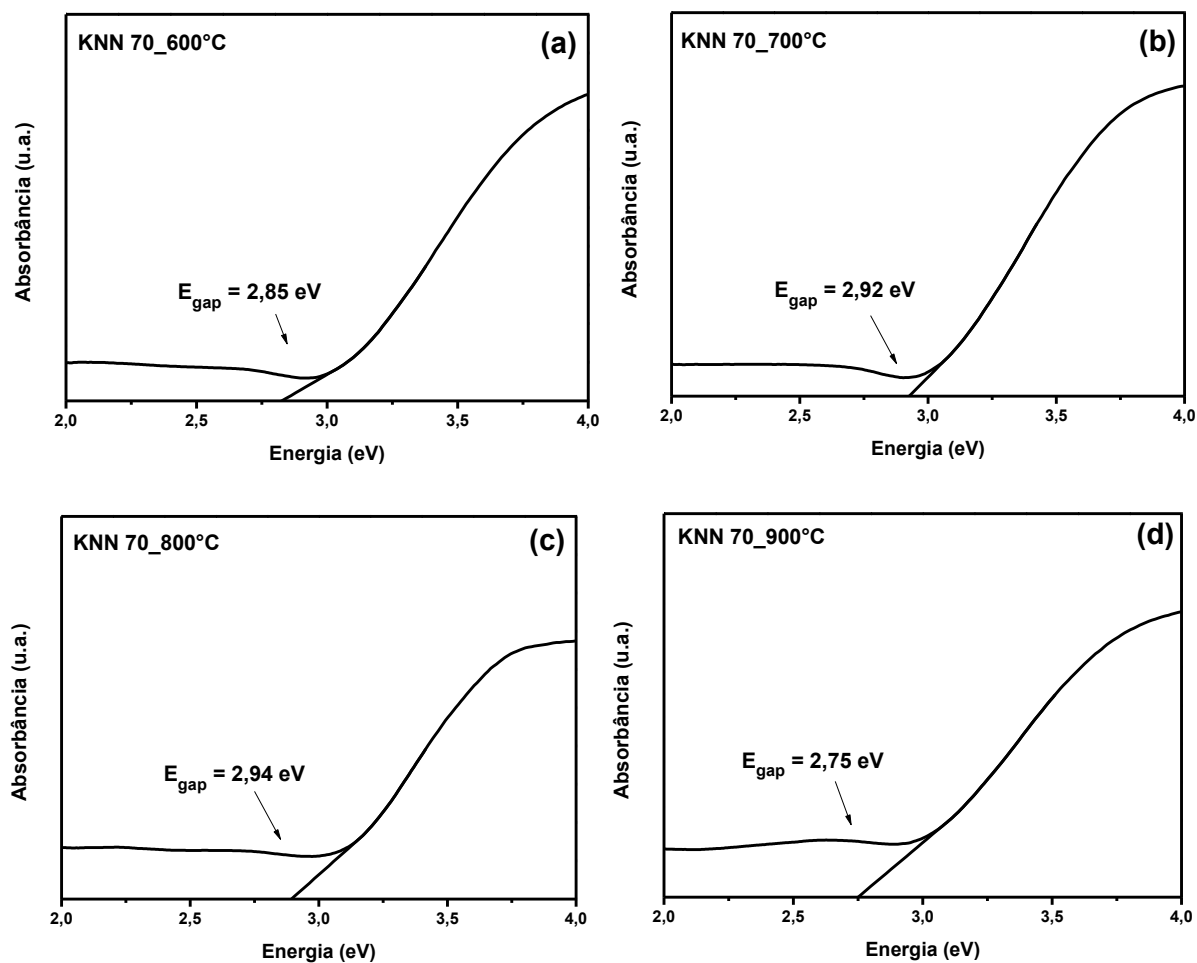 KNN 70_600°C
(a)
Absorbância (u.a.)
E_gap = 2,85 eV
2,0 2,5 3,0 3,5 4,0
Energia (eV)
KNN 70_700°C
(b)
Absorbância (u.a.)
E_gap = 2,92 eV
2,0 2,5 3,0 3,5 4,0
Energia (eV)
KNN 70_800°C
(c)
Absorbância (u.a.)
E_gap = 2,94 eV
2,0 2,5 3,0 3,5 4,0
Energia (eV)
KNN 70_900°C
(d)
Absorbância (u.a.)
E_gap = 2,75 eV
2,0 2,5 3,0 3,5 4,0
Energia (eV)